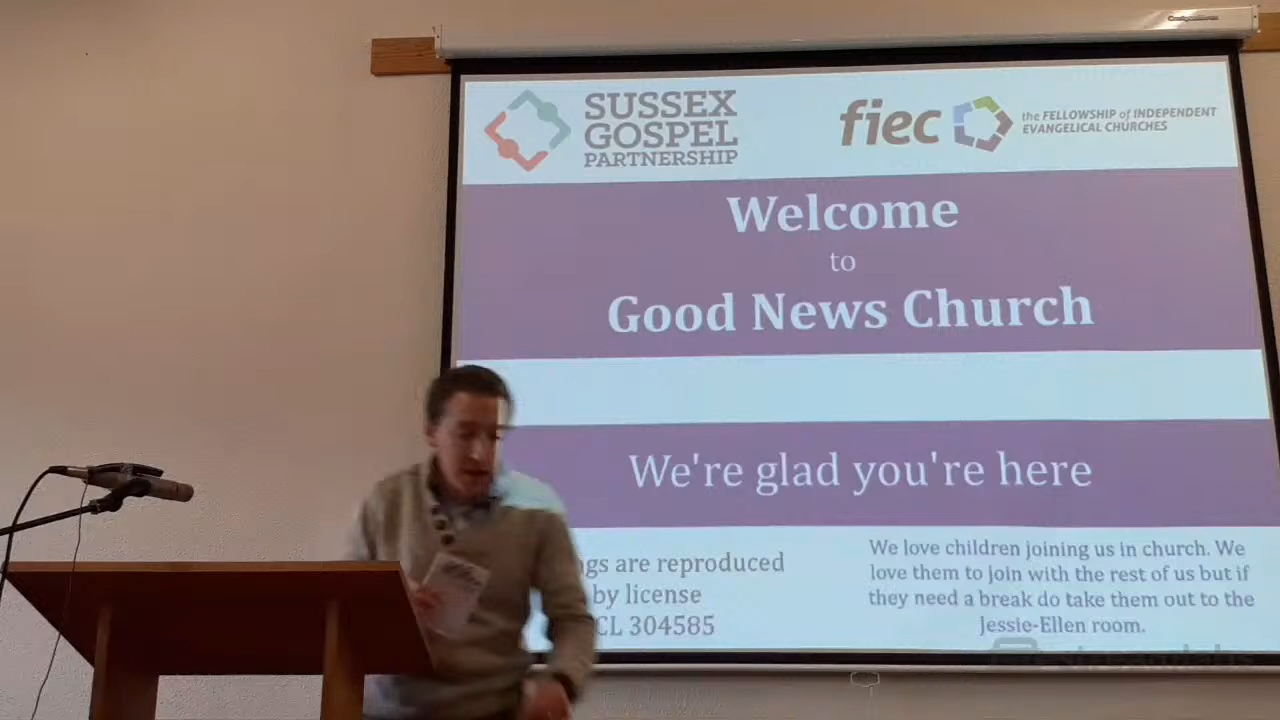 SUSSEX
GOSPEL
PARTNERSHIP
fiec
the FELLOWSHIP of INDEPENDENT
EVANGELICAL CHURCHES
Welcome
to
Good News Church
We're glad you're here
are reproduced
by license
304585
We love children joining us in church. We
love them to join with the rest of us but if
they need a break do take them out to the
Jessie-Ellen room.